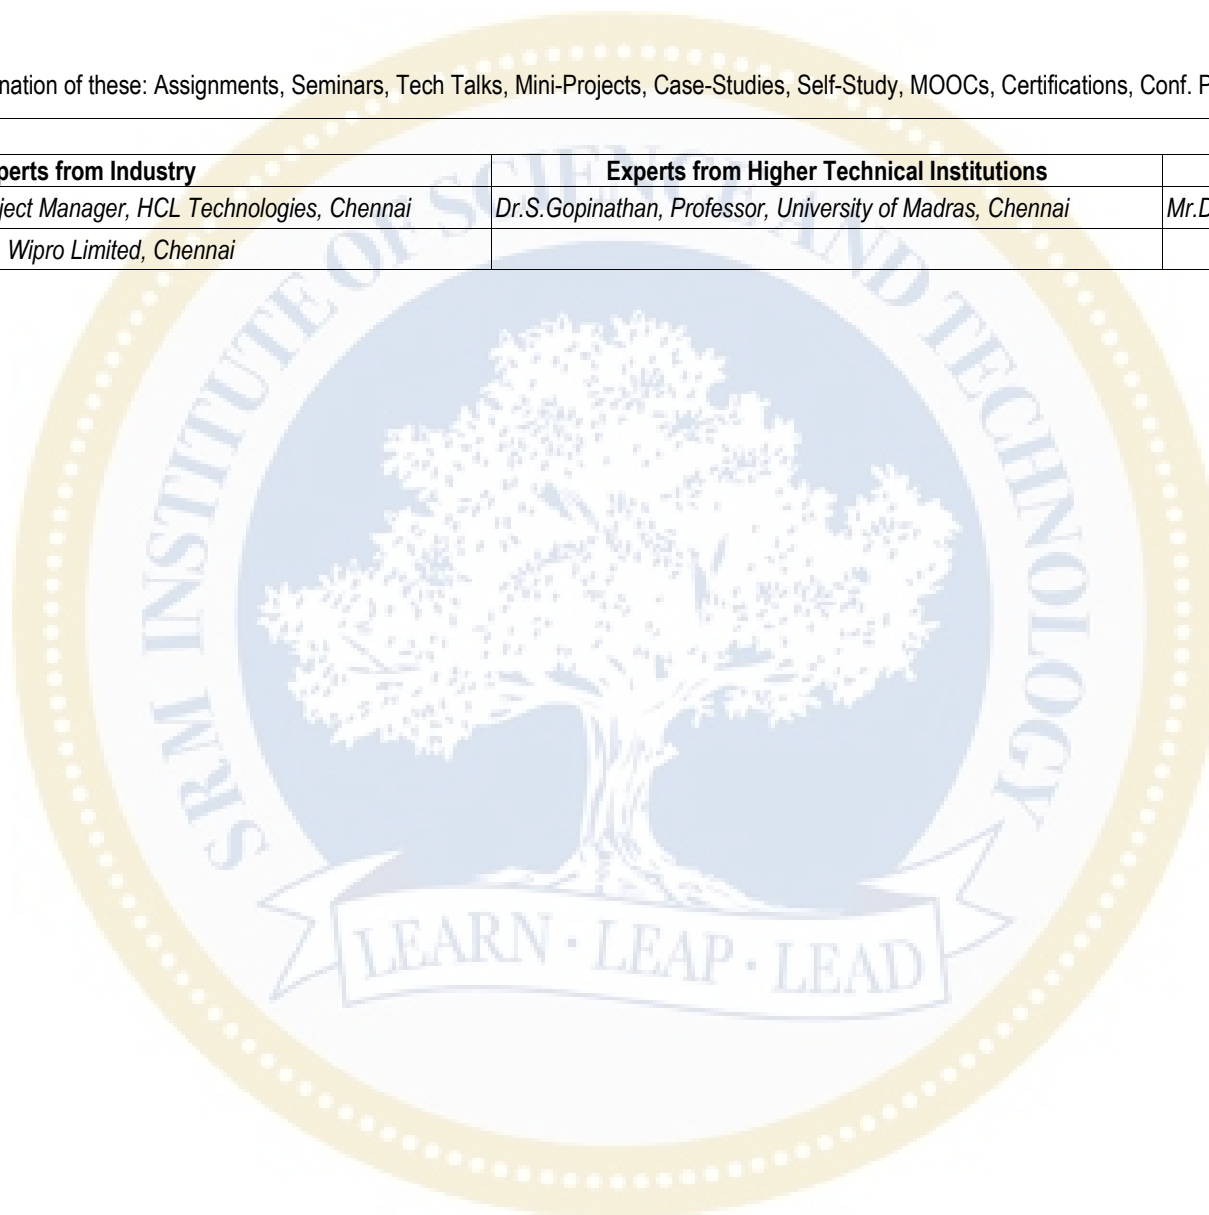 nation of these: Assignments, Seminars, Tech Talks, Mini-Projects, Case-Studies, Self-Study, MOOCs, Certifications, Conf. P
perts from Industry Experts from Higher Technical Institutions
ject Manager, HCL Technologies, Chennai Dr.S.Gopinathan, Professor, University of Madras, Chennai Mr.D
Wipro Limited, Chennai
SRM INSTITUTE OF SCIENCE AND TECHNOLOGY
LEARN · LEAP · LEAD